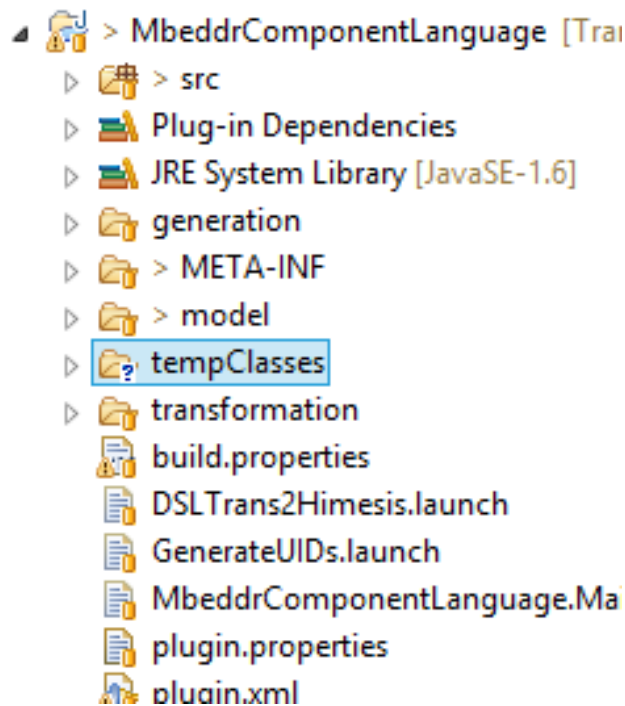 > MbeddrComponentLanguage [Tra
> src
Plug-in Dependencies
JRE System Library [JavaSE-1.6]
generation
> META-INF
> model
tempClasses
transformation
build.properties
DSLTrans2Himesis.launch
GenerateUIDs.launch
MbeddrComponentLanguage.Ma
plugin.properties
plugin.xml